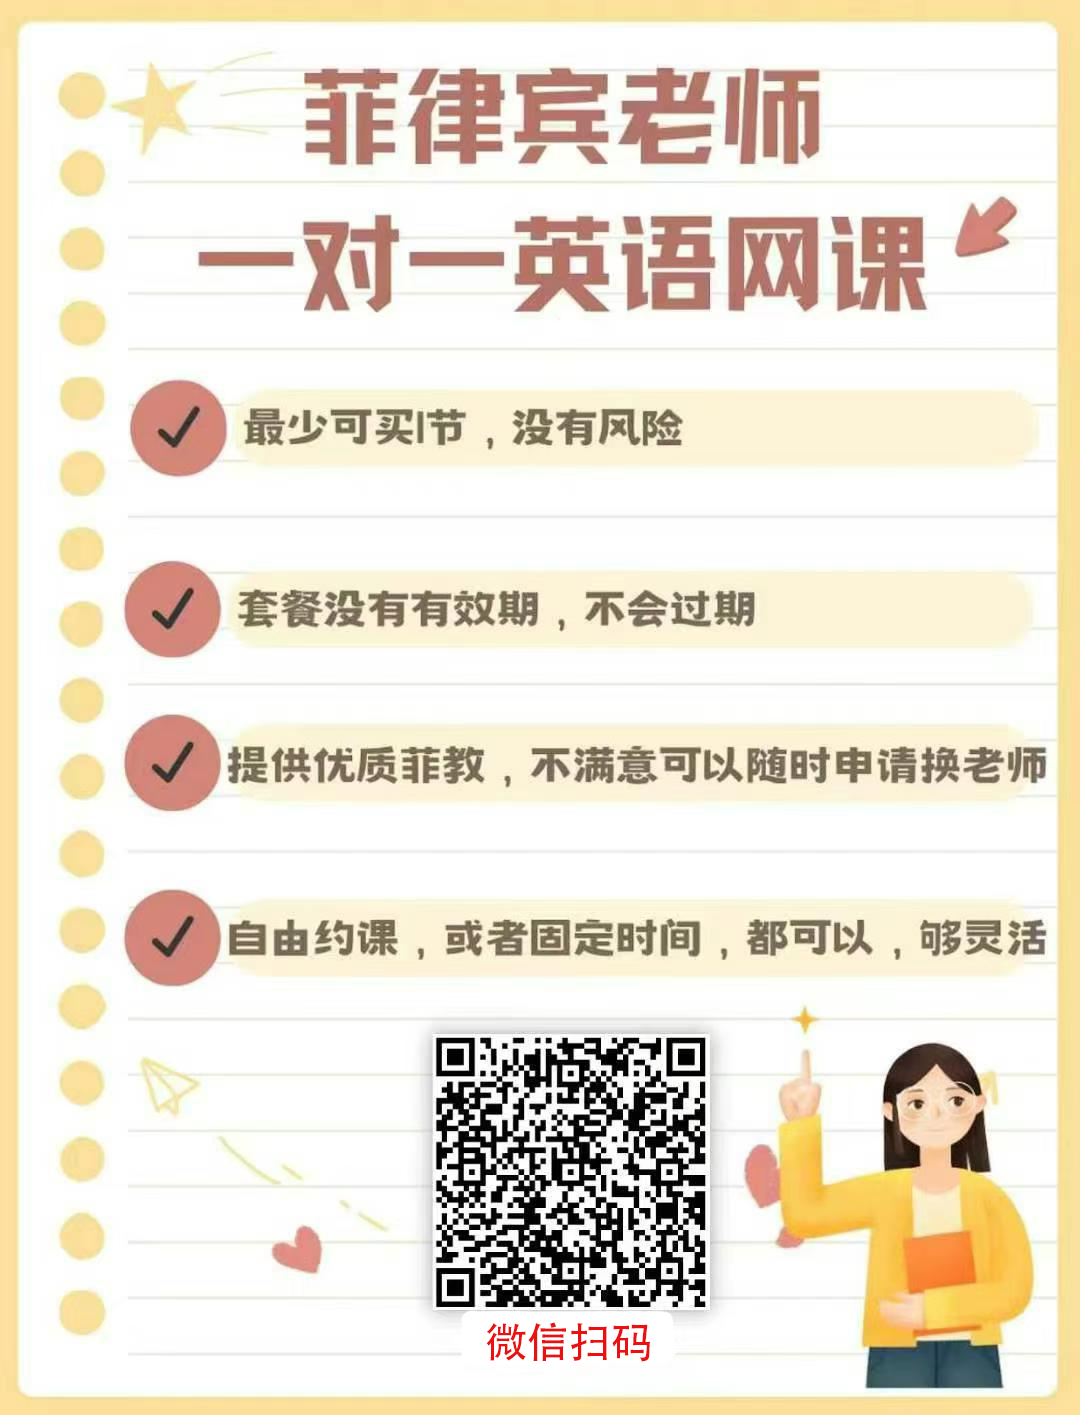 菲律宾老师
一对一英语网课
最少可买1节，没有风险
套餐没有有效期，不会过期
提供优质菲教，不满意可以随时申请换老师
自由约课，或者固定时间，都可以，够灵活
微信扫码